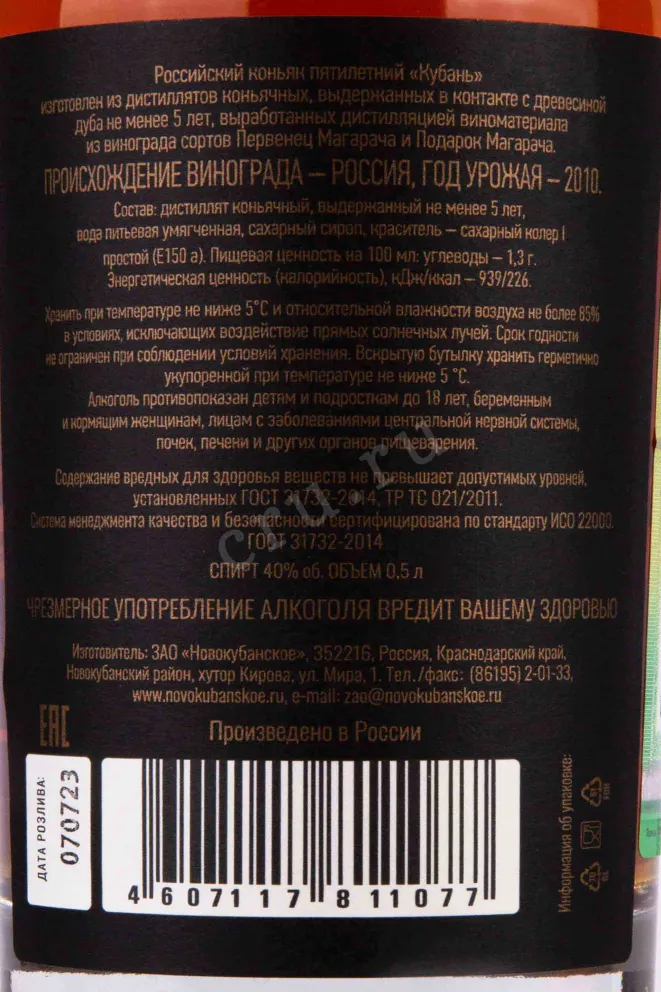 Российский коньяк пятилетний «Кубань»
изготовлен из дистиллятов коньячных, выдержанных в контакте с древесиной
дуба не менее 5 лет, выработанных дистилляцией виноматериала
из винограда сортов Первенец Магарача и Подарок Магарача.
ПРОИСХОЖДЕНИЕ ВИНОГРАДА – РОССИЯ, ГОД УРОЖАЯ – 2010.
Состав: дистиллят коньячный, выдержанный не менее 5 лет,
вода питьевая умягченная, сахарный сироп, краситель – сахарный колер I
простой (Е150 а). Пищевая ценность на 100 мл: углеводы – 1,3 г.
Энергетическая ценность (калорийность), кДж/ккал – 939/226.
Хранить при температуре не ниже 5°С и относительной влажности воздуха не более 85%
в условиях, исключающих воздействие прямых солнечных лучей. Срок годности
не ограничен при соблюдении условий хранения. Вскрытую бутылку хранить герметично
укупоренной при температуре не ниже 5 °С.
Алкоголь противопоказан детям и подросткам до 18 лет, беременным
и кормящим женщинам, лицам с заболеваниями центральной нервной системы,
почек, печени и других органов пищеварения.
Содержание вредных для здоровья веществ не превышает допустимых уровней,
установленных ГОСТ 31732-2014, ТР ТС 021/2011.
Система менеджмента качества и безопасности сертифицирована по стандарту ИСО 22000.
ГОСТ 31732-2014
СПИРТ 40% об. ОБЪЕМ 0,5 л
ЧРЕЗМЕРНОЕ УПОТРЕБЛЕНИЕ АЛКОГОЛЯ ВРЕДИТ ВАШЕМУ ЗДОРОВЬЮ
Изготовитель: ЗАО «Новокубанское», 352216, Россия, Краснодарский край,
Новокубанский район, хутор Кирова, ул. Мира, 1. Тел./факс: (86195) 2-01-33,
www.novokubanskoe.ru, e-mail: zao@novokubanskoe.ru
EAC
Произведено в России
ДАТА РОЗЛИВА:
070723
4 607117 811077
Информация об упаковке:
cru.ru